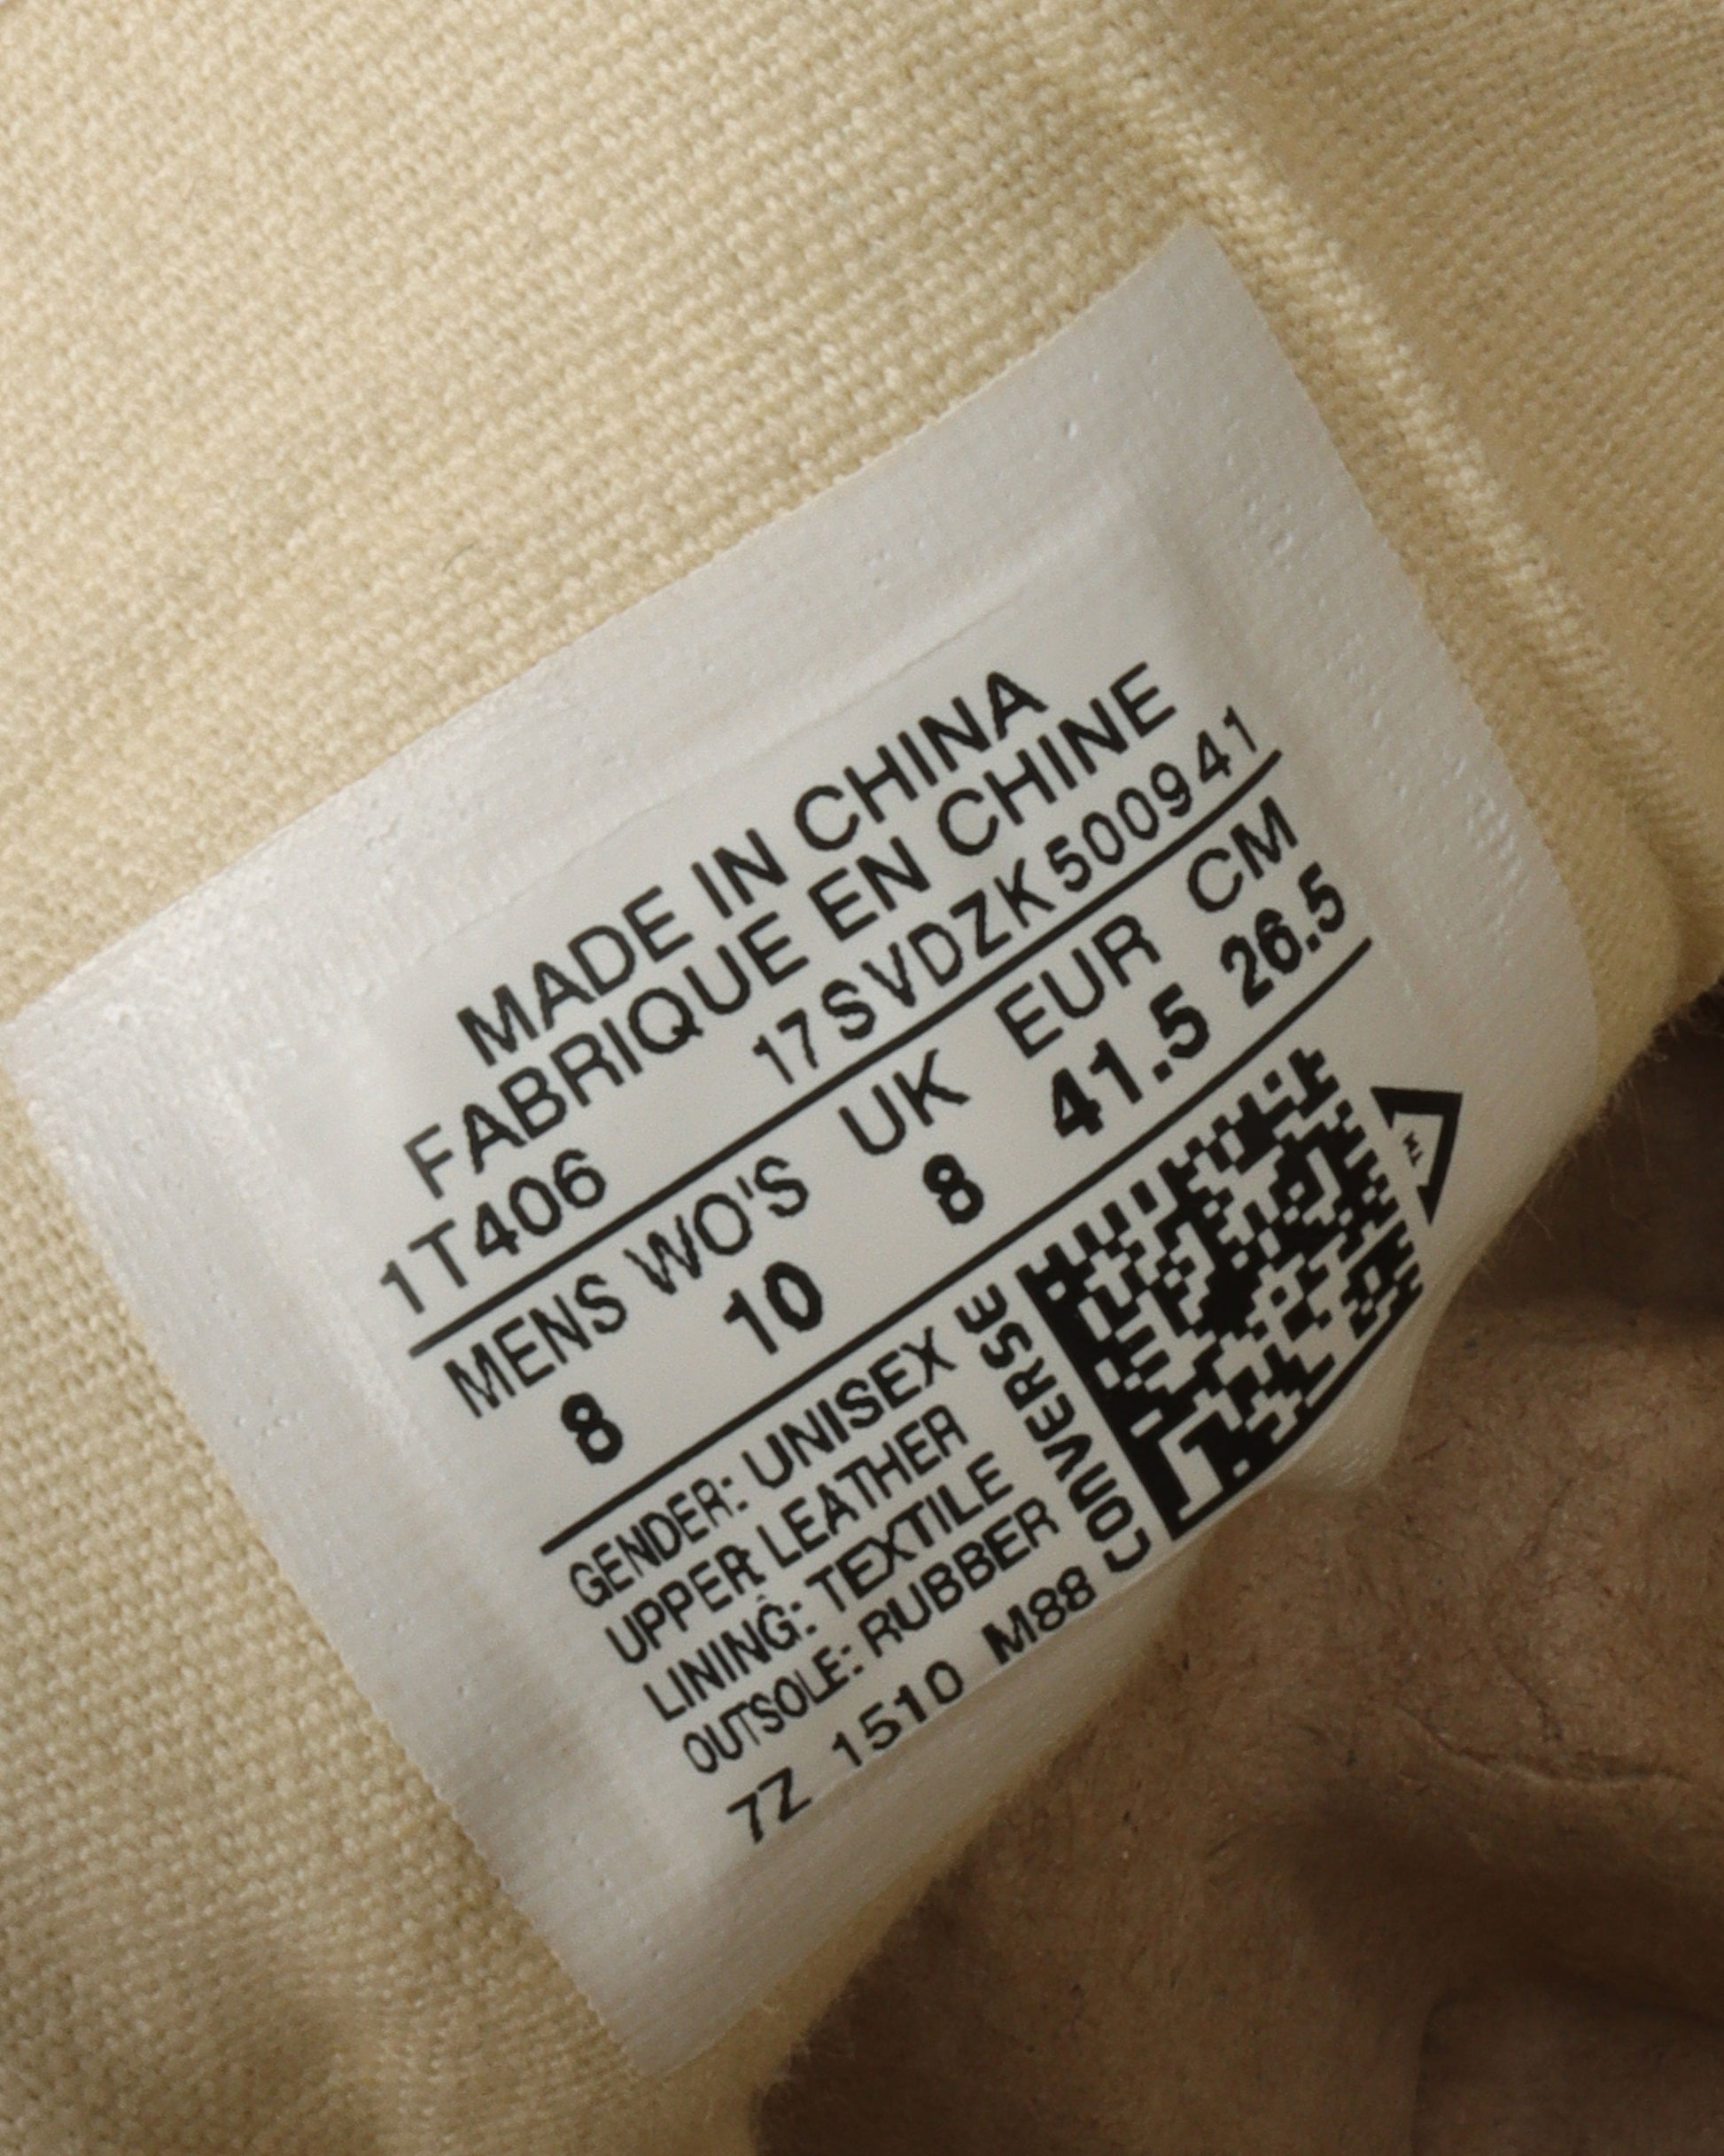 MADE IN CHINA
FABRIQUE EN CHINE
1T406 17SVDZK500941
MENS WO'S UK EUR CM
8 10 8 41.5 26.5
GENDER: UNISEX
UPPER: LEATHER
LINING: TEXTILE
OUTSOLE: RUBBER
7Z 1510 M88
CONVERSE